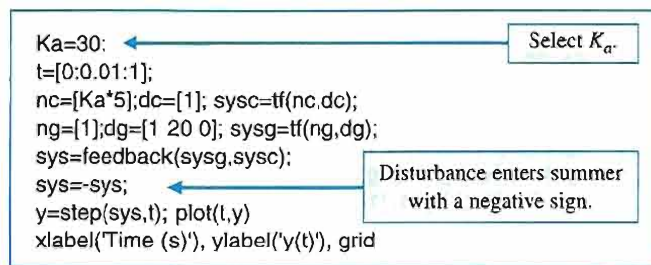 Ka=30:
Select Kₐ.
t=[0:0.01:1];
nc=[Ka*5];dc=[1]; sysc=tf(nc,dc);
ng=[1];dg=[1 20 0]; sysg=tf(ng,dg);
sys=feedback(sysg,sysc);
sys=-sys;
Disturbance enters summer
with a negative sign.
y=step(sys,t); plot(t,y)
xlabel('Time (s)'), ylabel('y(t)'), grid